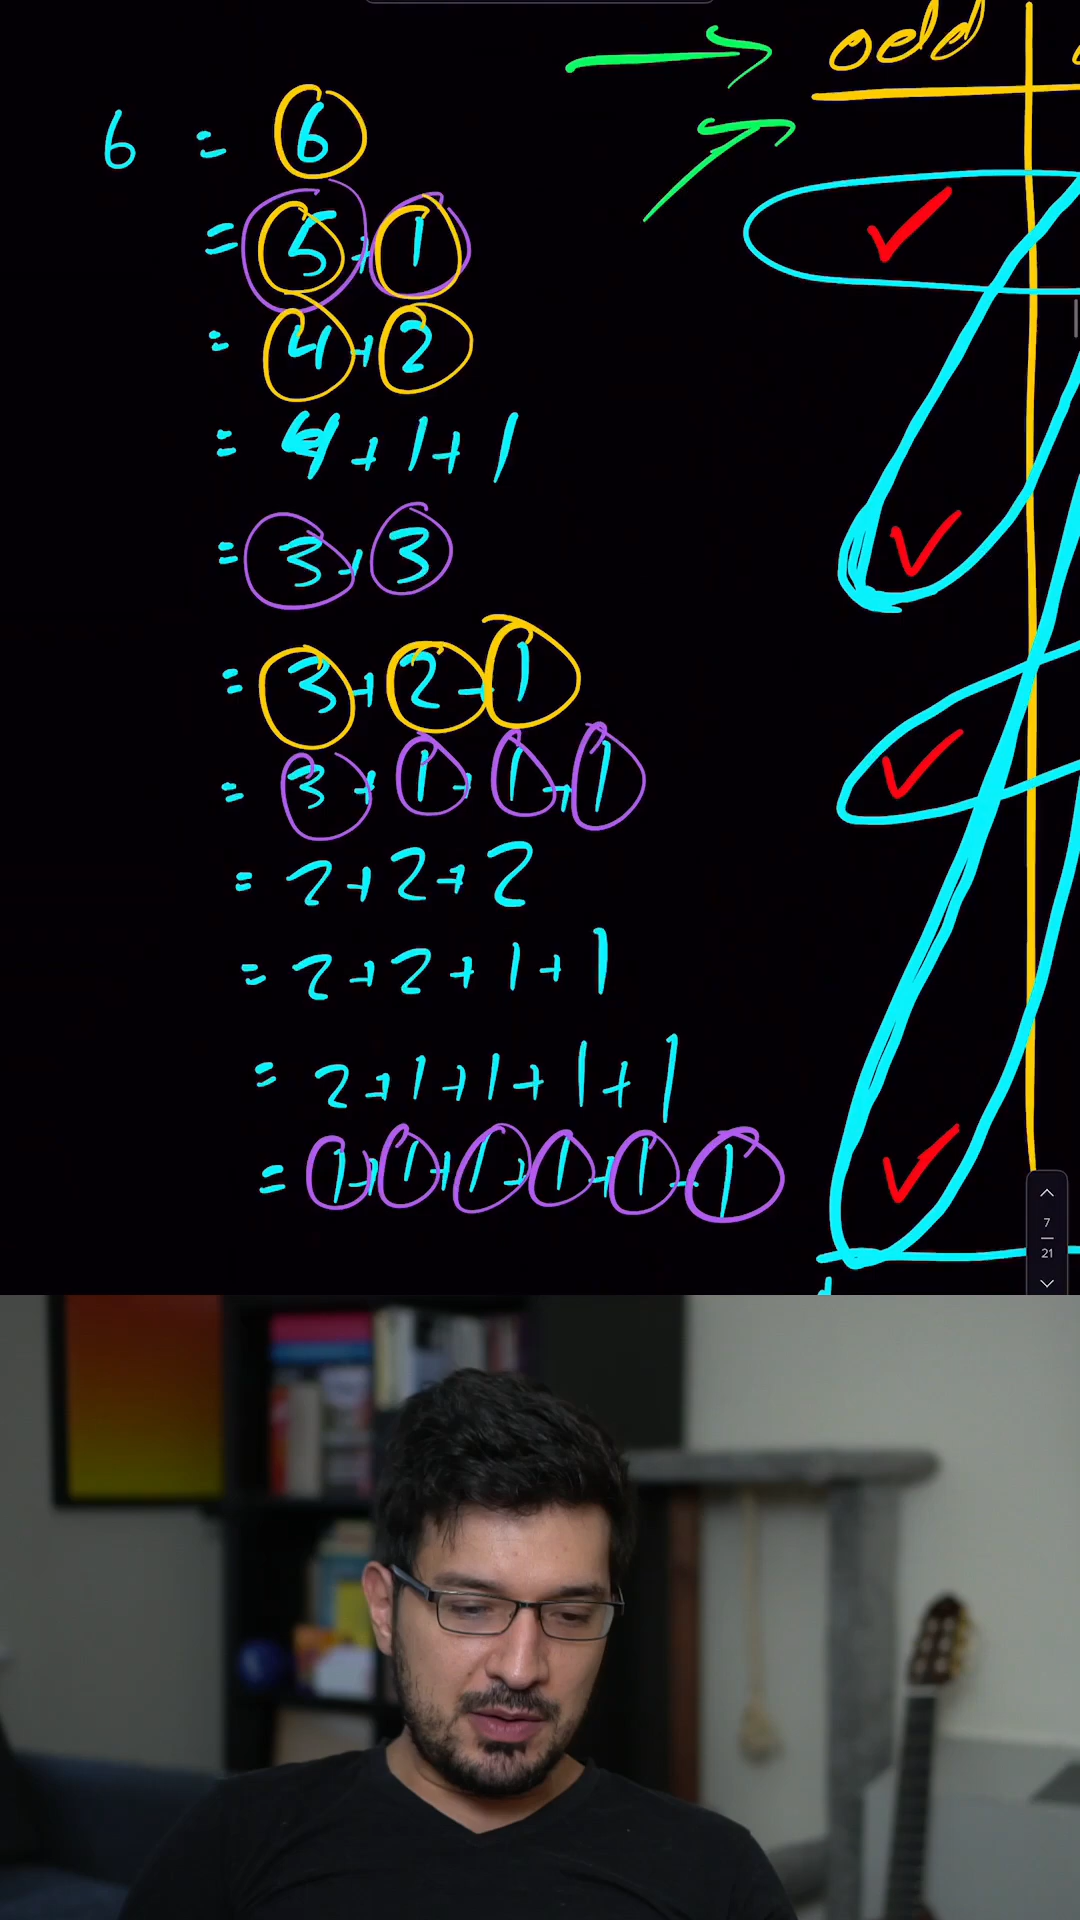 odd
6 = 6
= 5 + 1
= 4 + 2
= 4 + 1 + 1
= 3 + 3
= 3 + 2 + 1
= 3 + 1 + 1 + 1
= 2 + 2 + 2
= 2 + 2 + 1 + 1
= 2 + 1 + 1 + 1 + 1
= 1 + 1 + 1 + 1 + 1 + 1
7
21